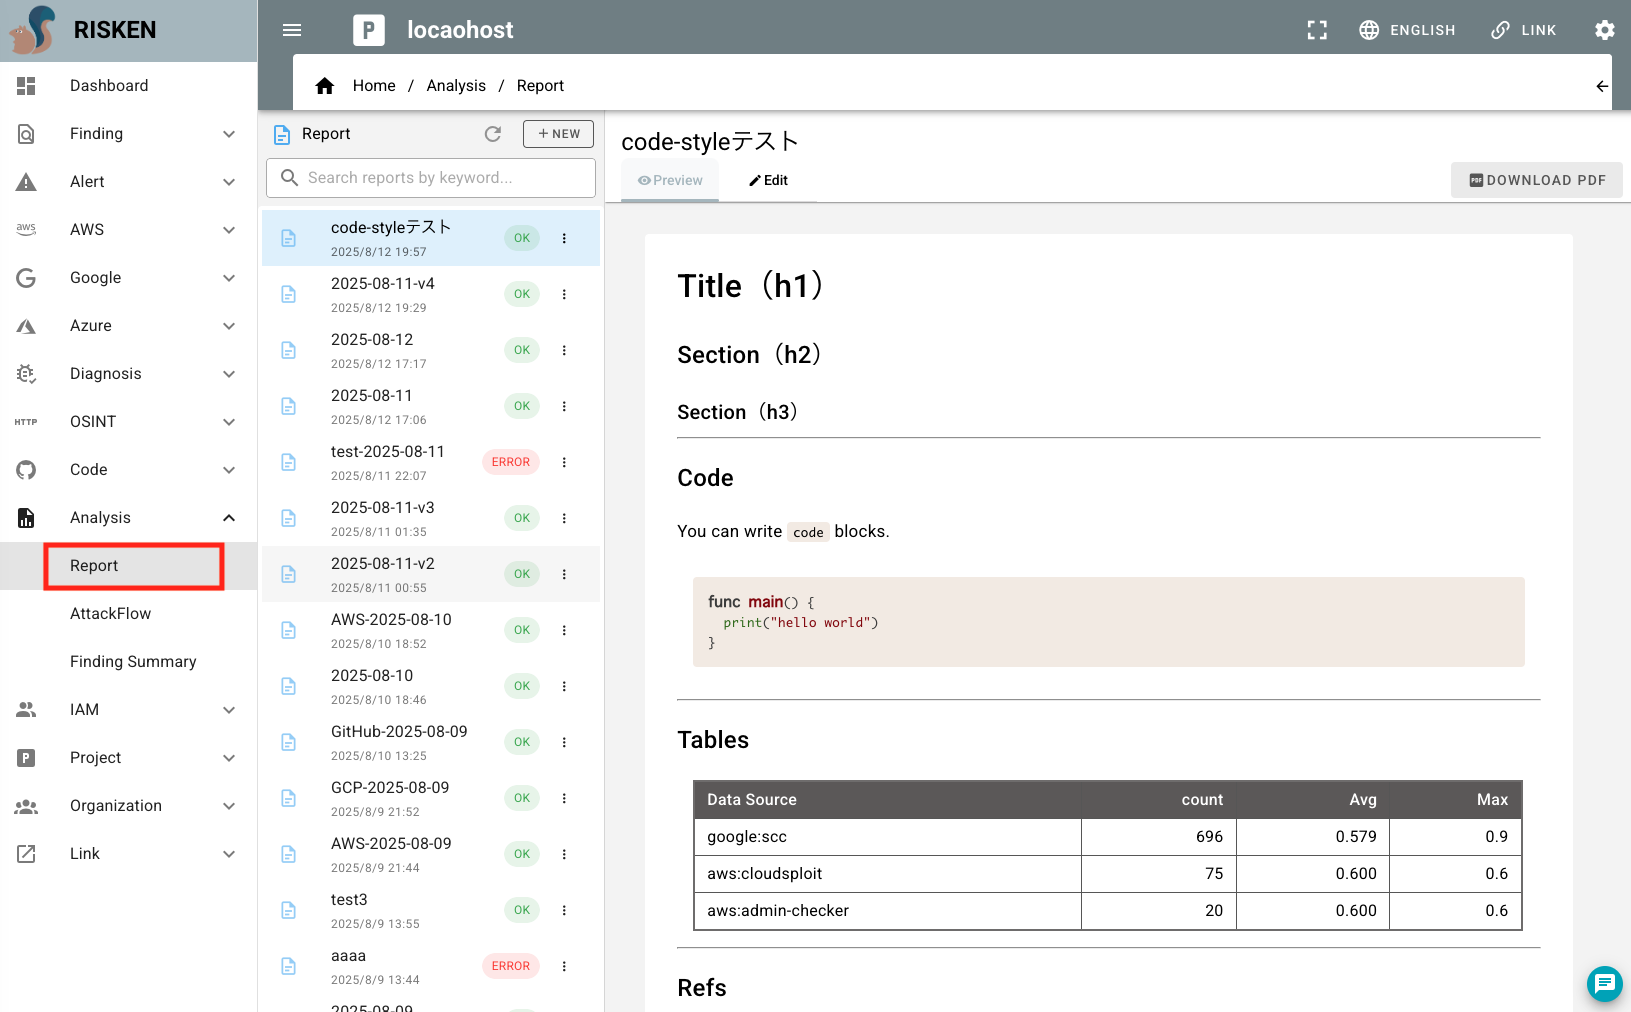 RISKEN
P locaohost
ENGLISH
LINK
Home / Analysis / Report
Dashboard
Finding
Alert
aws AWS
Google
Azure
Diagnosis
HTTP OSINT
Code
Analysis
Report
AttackFlow
Finding Summary
IAM
P Project
Organization
Link
Report
+ NEW
Search reports by keyword...
code-styleテスト
2025/8/12 19:57
OK
2025-08-11-v4
2025/8/12 19:29
OK
2025-08-12
2025/8/12 17:17
OK
2025-08-11
2025/8/12 17:06
OK
test-2025-08-11
2025/8/11 22:07
ERROR
2025-08-11-v3
2025/8/11 01:35
OK
2025-08-11-v2
2025/8/11 00:55
OK
AWS-2025-08-10
2025/8/10 18:52
OK
2025-08-10
2025/8/10 18:46
OK
GitHub-2025-08-09
2025/8/10 13:25
OK
GCP-2025-08-09
2025/8/9 21:52
OK
AWS-2025-08-09
2025/8/9 21:44
OK
test3
2025/8/9 13:55
OK
aaaa
2025/8/9 13:44
ERROR
2025-08-09
code-styleテスト
Preview
Edit
PDF DOWNLOAD PDF
Title（h1）
Section（h2）
Section（h3）
Code
You can write code blocks.
func main() {
print("hello world")
}
Tables
Data Source count Avg Max
google:scc 696 0.579 0.9
aws:cloudsploit 75 0.600 0.6
aws:admin-checker 20 0.600 0.6
Refs